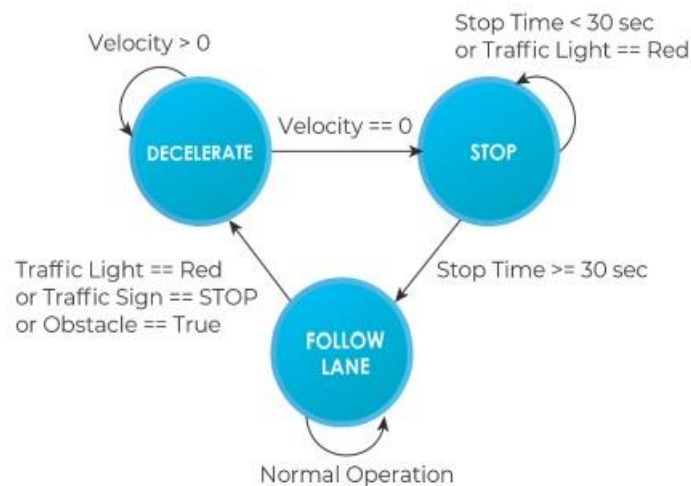 Velocity > 0
Stop Time < 30 sec
or Traffic Light == Red
DECELERATE
Velocity == 0
STOP
Traffic Light == Red
or Traffic Sign == STOP
or Obstacle == True
Stop Time >= 30 sec
FOLLOW
LANE
Normal Operation